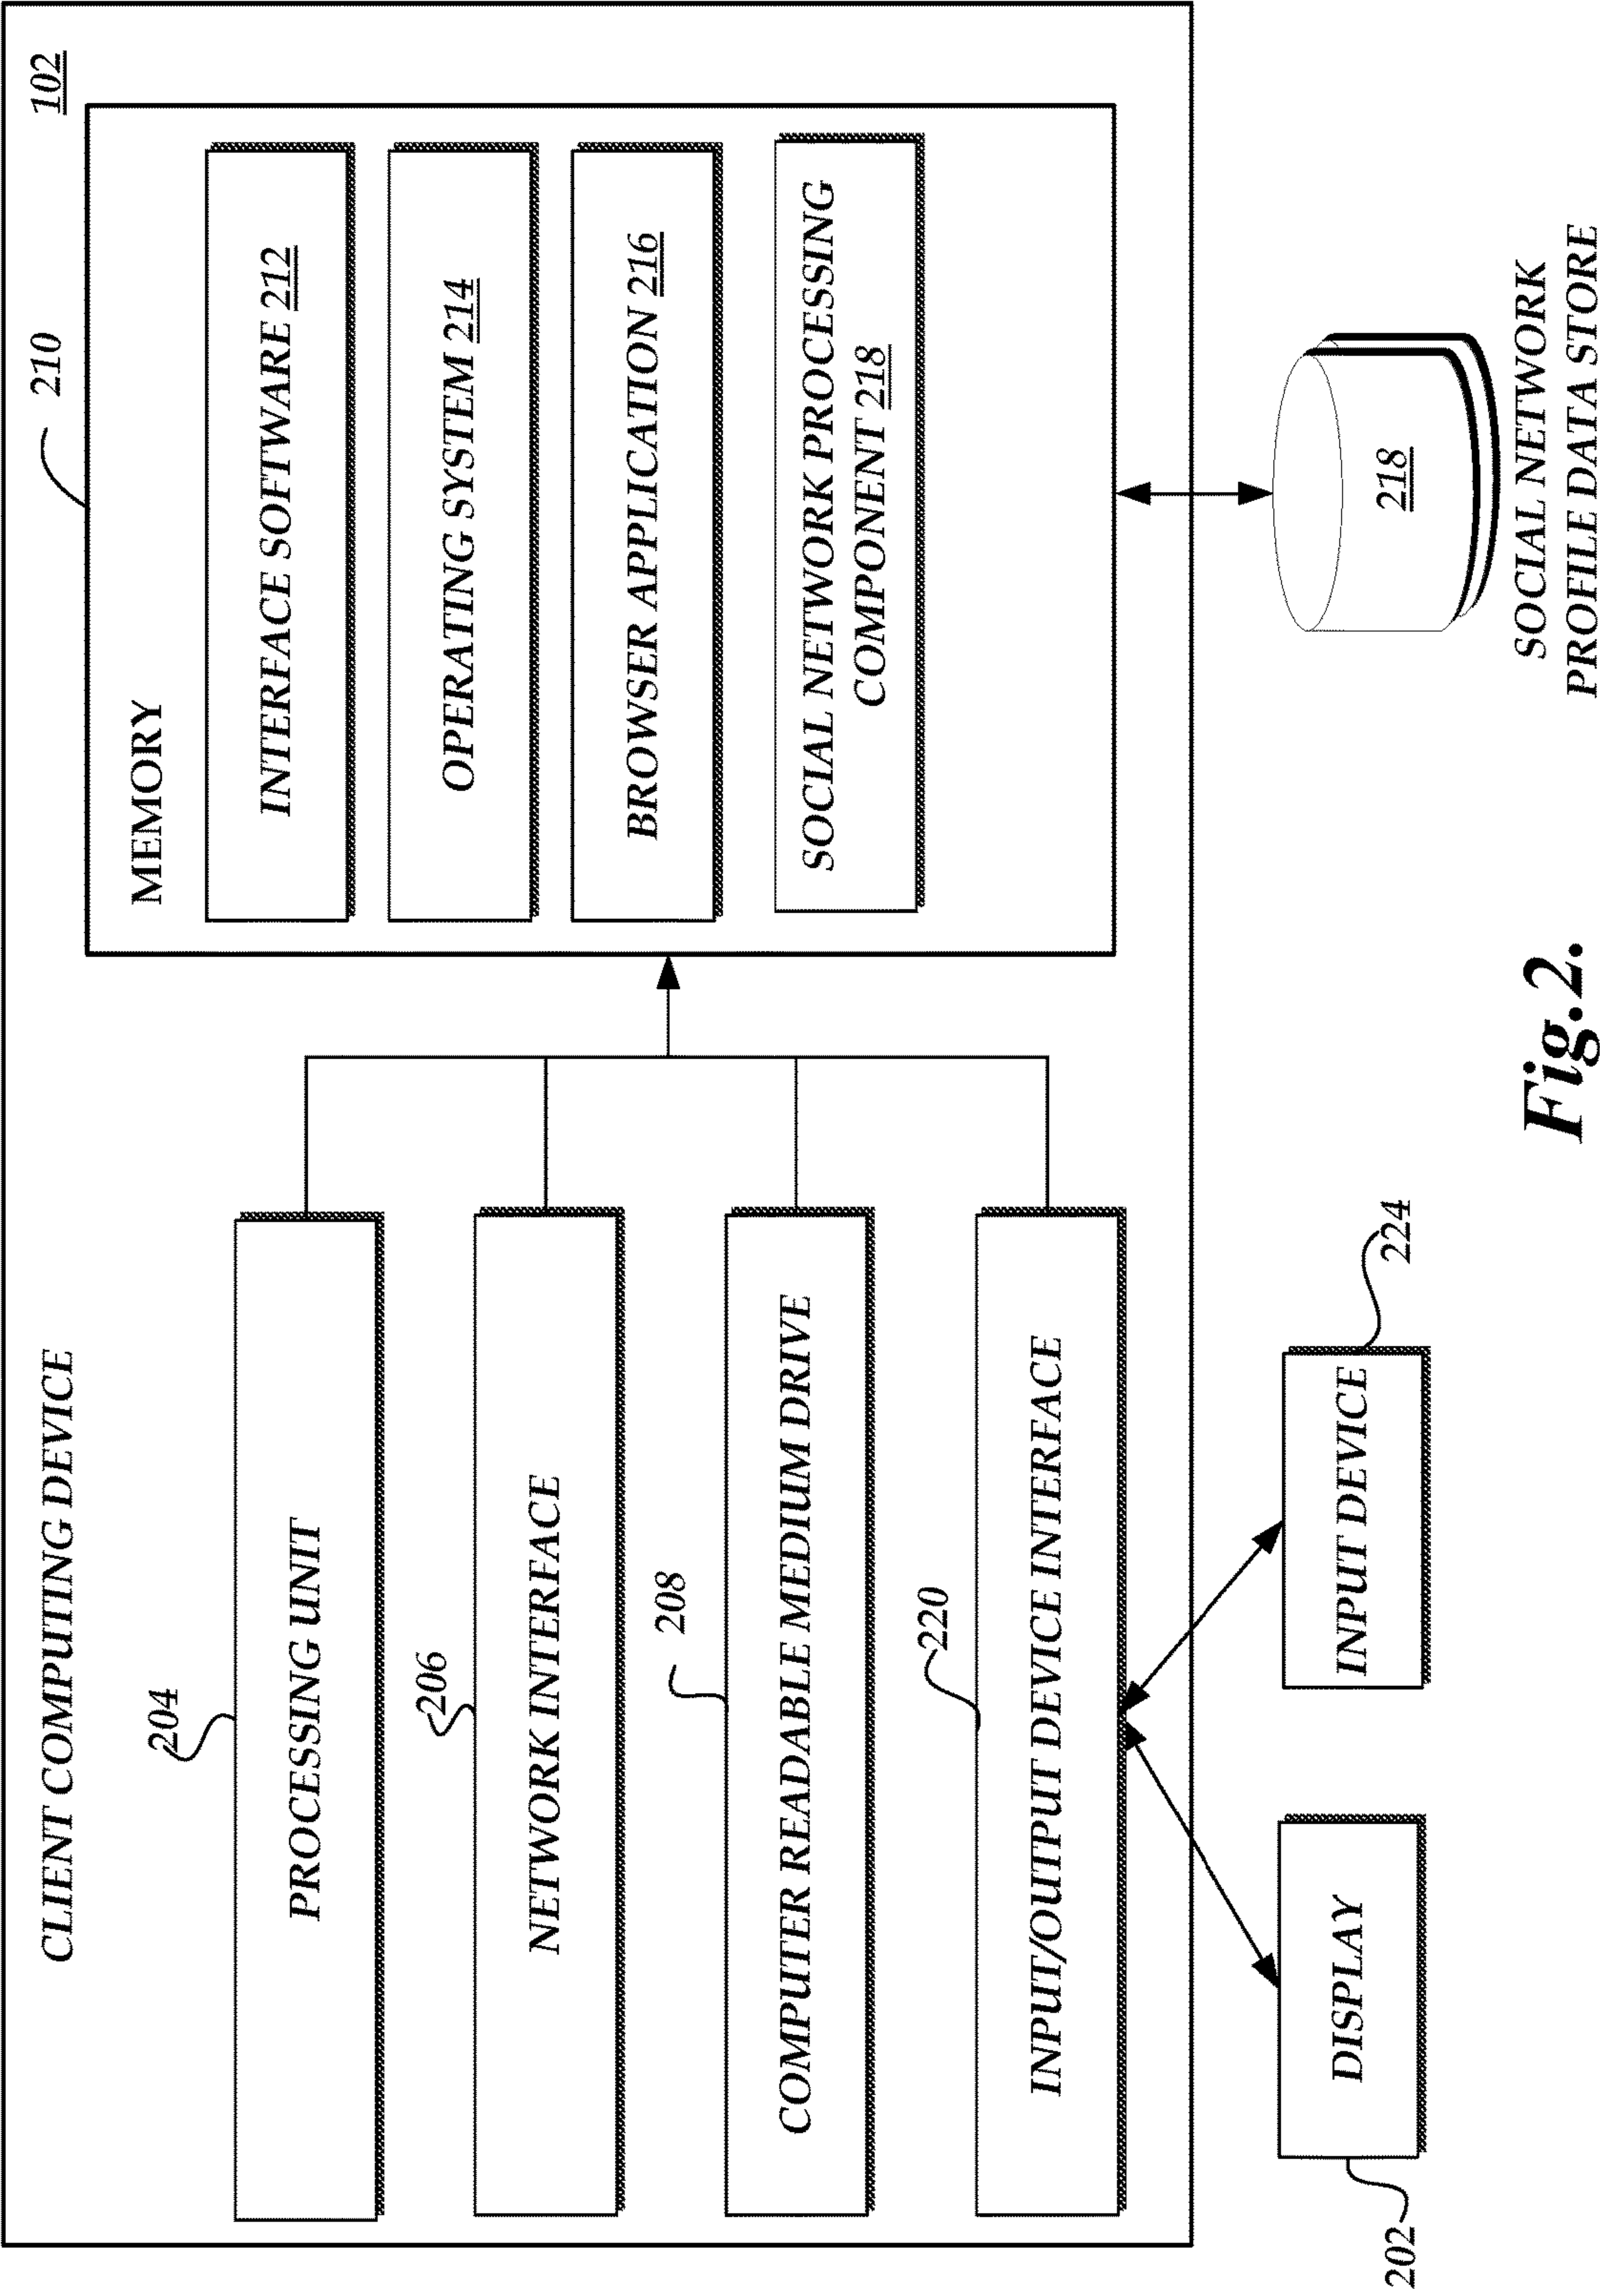 102
CLIENT COMPUTING DEVICE
210
MEMORY
204
PROCESSING UNIT
INTERFACE SOFTWARE 212
206
NETWORK INTERFACE
OPERATING SYSTEM 214
208
COMPUTER READABLE MEDIUM DRIVE
BROWSER APPLICATION 216
220
INPUT/OUTPUT DEVICE INTERFACE
SOCIAL NETWORK PROCESSING
COMPONENT 218
202
DISPLAY
INPUT DEVICE
224
218
SOCIAL NETWORK
PROFILE DATA STORE
Fig.2.